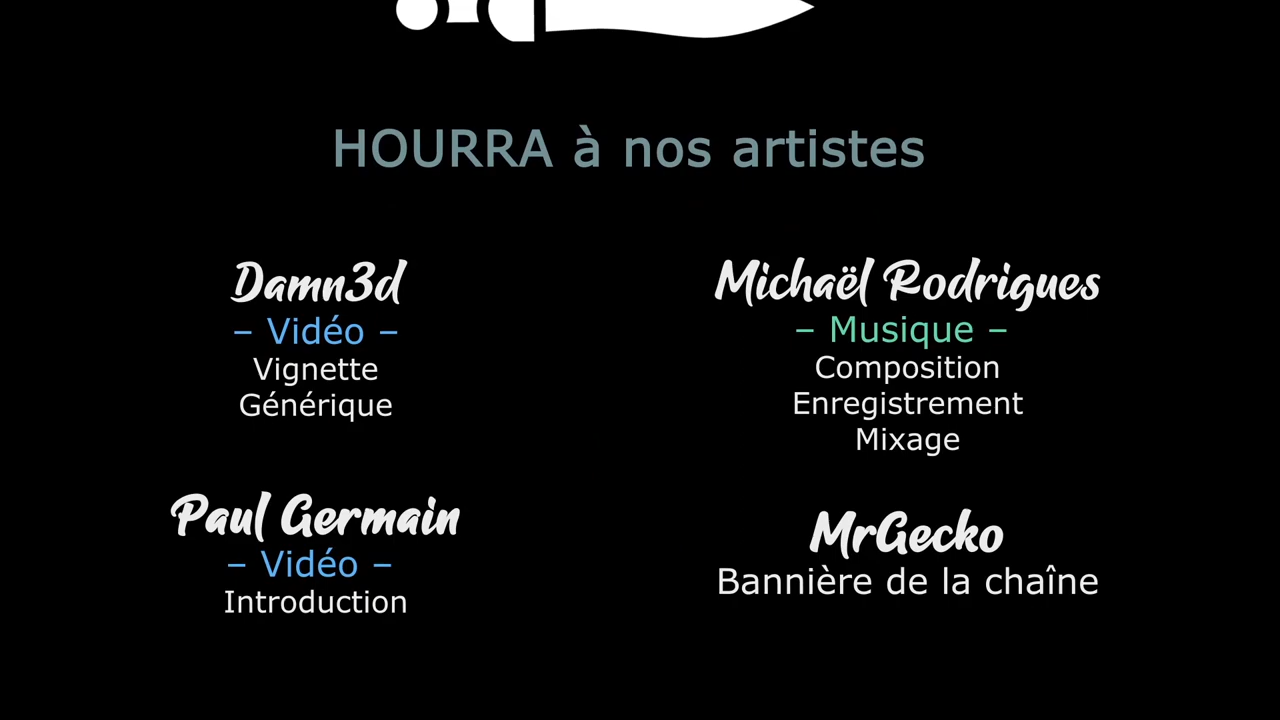 HOURRA à nos artistes
Damn3d
– Vidéo –
Vignette
Générique
Michaël Rodrigues
– Musique –
Composition
Enregistrement
Mixage
Paul Germain
– Vidéo –
Introduction
MrGecko
Bannière de la chaîne